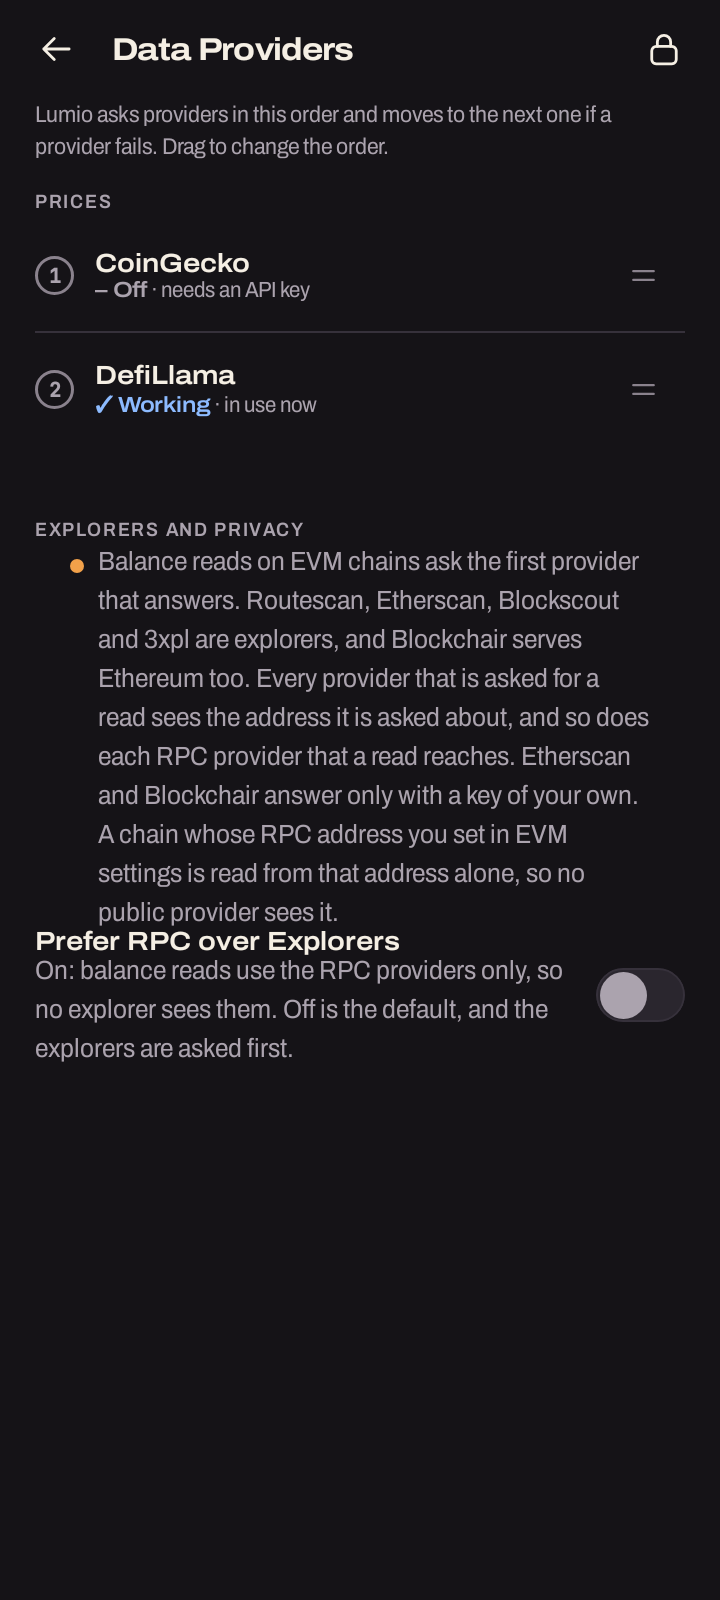 Data Providers
Lumio asks providers in this order and moves to the next one if a
provider fails. Drag to change the order.
PRICES
1 CoinGecko
– Off · needs an API key
2 DefiLlama
✓ Working · in use now
EXPLORERS AND PRIVACY
Balance reads on EVM chains ask the first provider
that answers. Routescan, Etherscan, Blockscout
and 3xpl are explorers, and Blockchair serves
Ethereum too. Every provider that is asked for a
read sees the address it is asked about, and so does
each RPC provider that a read reaches. Etherscan
and Blockchair answer only with a key of your own.
A chain whose RPC address you set in EVM
settings is read from that address alone, so no
public provider sees it.
Prefer RPC over Explorers
On: balance reads use the RPC providers only, so
no explorer sees them. Off is the default, and the
explorers are asked first.